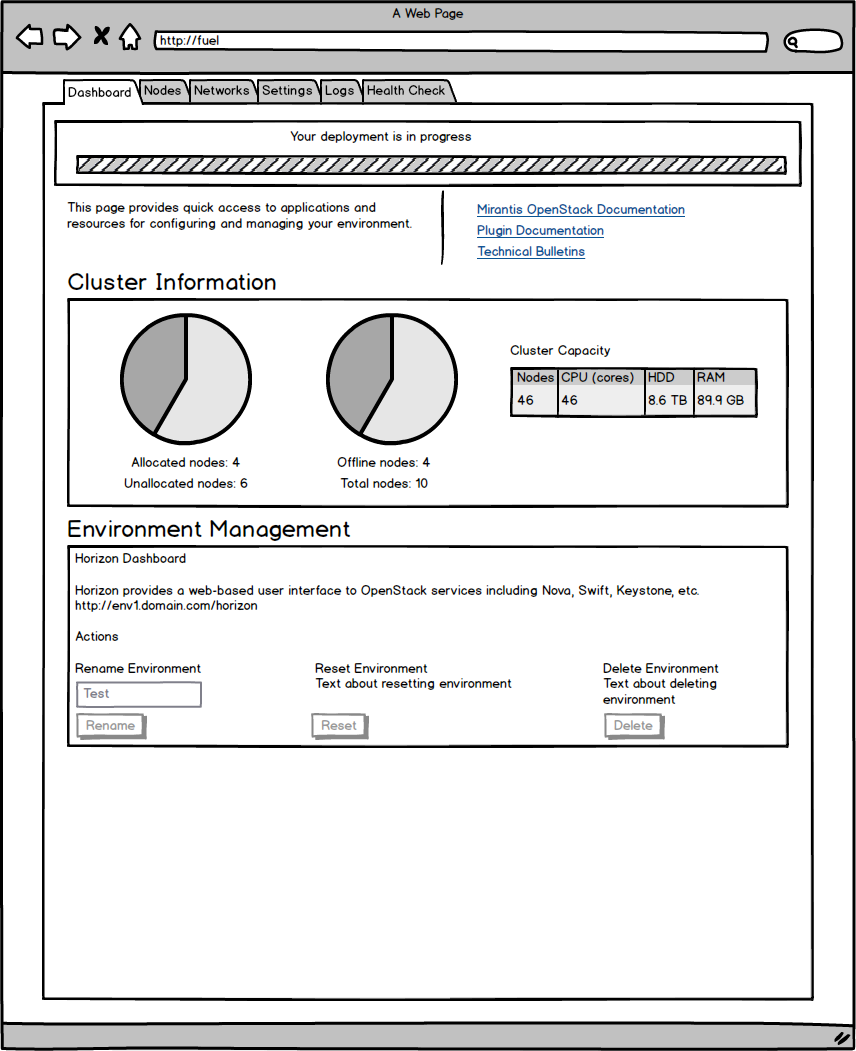 A Web Page
http://fuel
Dashboard Nodes Networks Settings Logs Health Check
Your deployment is in progress
This page provides quick access to applications and
resources for configuring and managing your environment.
Mirantis OpenStack Documentation
Plugin Documentation
Technical Bulletins
Cluster Information
Allocated nodes: 4
Unallocated nodes: 6
Offline nodes: 4
Total nodes: 10
Cluster Capacity
Nodes CPU (cores) HDD RAM
46 46 8.6 TB 89.9 GB
Environment Management
Horizon Dashboard
Horizon provides a web-based user interface to OpenStack services including Nova, Swift, Keystone, etc.
http://env1.domain.com/horizon
Actions
Rename Environment
Test
Rename
Reset Environment
Text about resetting environment
Reset
Delete Environment
Text about deleting
environment
Delete